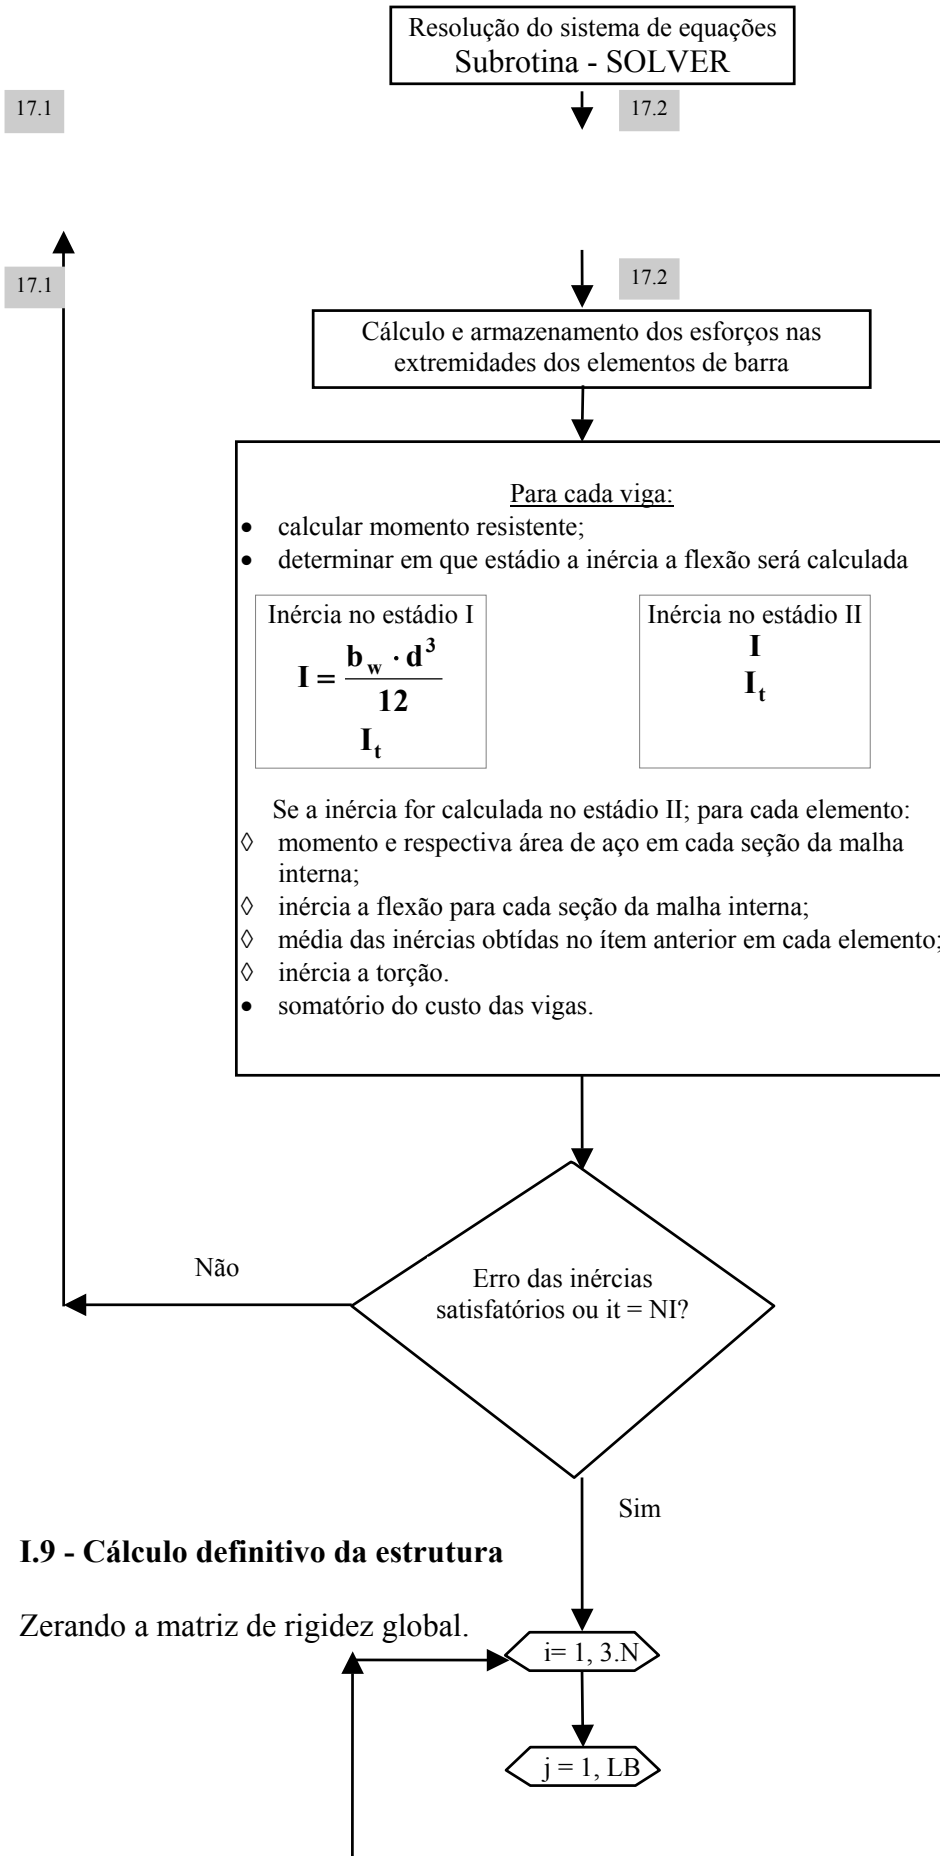 Resolução do sistema de equações
Subrotina - SOLVER
17.1
17.2
17.1
17.2
Cálculo e armazenamento dos esforços nas
extremidades dos elementos de barra
Para cada viga:
• calcular momento resistente;
• determinar em que estádio a inércia a flexão será calculada
Inércia no estádio I
I = b_w · d^3 / 12
I_t
Inércia no estádio II
I
I_t
Se a inércia for calculada no estádio II; para cada elemento:
◊ momento e respectiva área de aço em cada seção da malha
interna;
◊ inércia a flexão para cada seção da malha interna;
◊ média das inércias obtídas no ítem anterior em cada elemento;
◊ inércia a torção.
• somatório do custo das vigas.
Não
Erro das inércias
satisfatórios ou it = NI?
Sim
I.9 - Cálculo definitivo da estrutura
Zerando a matriz de rigidez global.
i= 1, 3.N
j = 1, LB